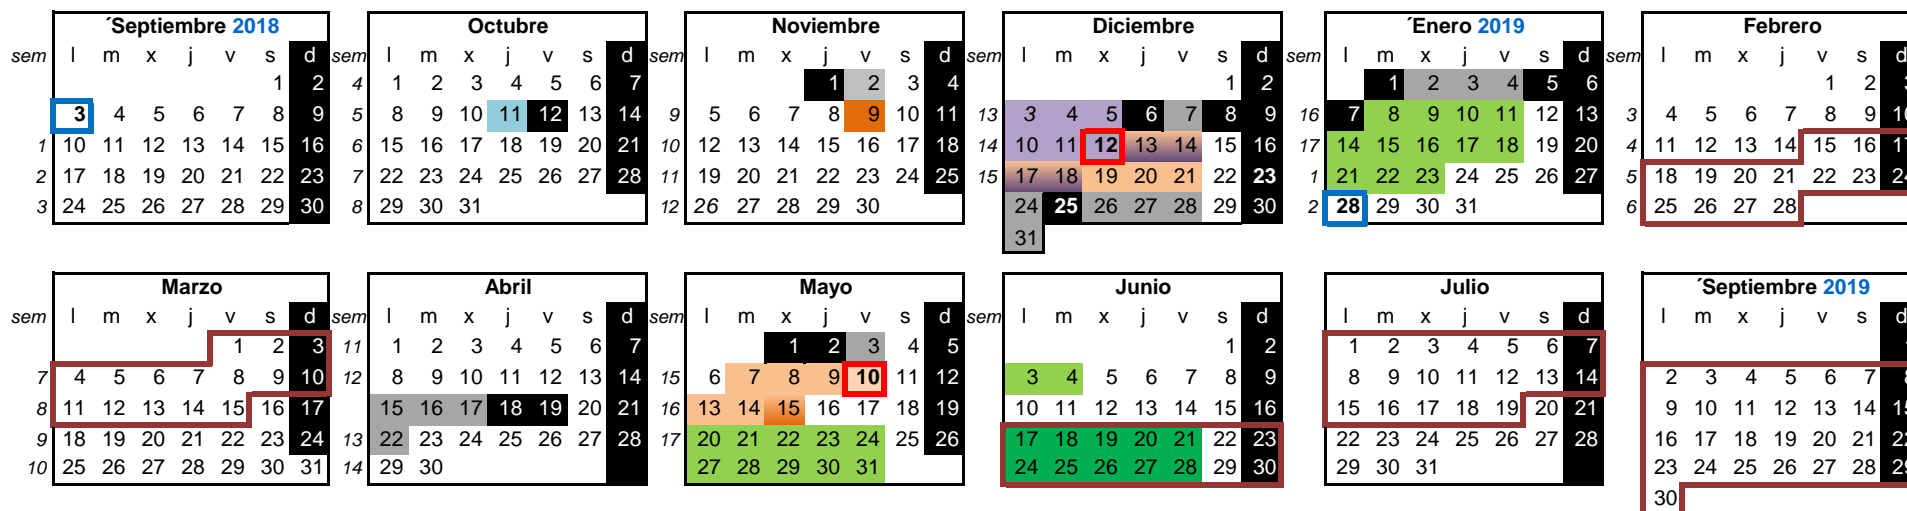 ´Septiembre 2018 Octubre Noviembre Diciembre ´Enero 2019 Febrero
sem l m x j v s d sem l m x j v s d sem l m x j v s d sem l m x j v s d sem l m x j v s d sem l m x j v s d
1 2 4 1 2 3 4 5 6 7 1 2 3 4 1 2 1 2 3 4 5 6 1 2 3
3 4 5 6 7 8 9 5 8 9 10 11 12 13 14 9 5 6 7 8 9 10 11 13 3 4 5 6 7 8 9 16 7 8 9 10 11 12 13 3 4 5 6 7 8 9 10
1 10 11 12 13 14 15 16 6 15 16 17 18 19 20 21 10 12 13 14 15 16 17 18 14 10 11 12 13 14 15 16 17 14 15 16 17 18 19 20 4 11 12 13 14 15 16 17
2 17 18 19 20 21 22 23 7 22 23 24 25 26 27 28 11 19 20 21 22 23 24 25 15 17 18 19 20 21 22 23 1 21 22 23 24 25 26 27 5 18 19 20 21 22 23 24
3 24 25 26 27 28 29 30 8 29 30 31 12 26 27 28 29 30 24 25 26 27 28 29 30 2 28 29 30 31 6 25 26 27 28
31
Marzo Abril Mayo Junio Julio ´Septiembre 2019
sem l m x j v s d sem l m x j v s d sem l m x j v s d sem l m x j v s d l m x j v s d l m x j v s d
1 2 3 11 1 2 3 4 5 6 7 1 2 3 4 5 1 2 1 2 3 4 5 6 7
7 4 5 6 7 8 9 10 12 8 9 10 11 12 13 14 15 6 7 8 9 10 11 12 3 4 5 6 7 8 9 8 9 10 11 12 13 14 2 3 4 5 6 7 8
8 11 12 13 14 15 16 17 15 16 17 18 19 20 21 16 13 14 15 16 17 18 19 10 11 12 13 14 15 16 15 16 17 18 19 20 21 9 10 11 12 13 14 15
9 18 19 20 21 22 23 24 13 22 23 24 25 26 27 28 17 20 21 22 23 24 25 26 17 18 19 20 21 22 23 22 23 24 25 26 27 28 16 17 18 19 20 21 22
10 25 26 27 28 29 30 31 14 29 30 27 28 29 30 31 24 25 26 27 28 29 30 29 30 31 23 24 25 26 27 28 29
30